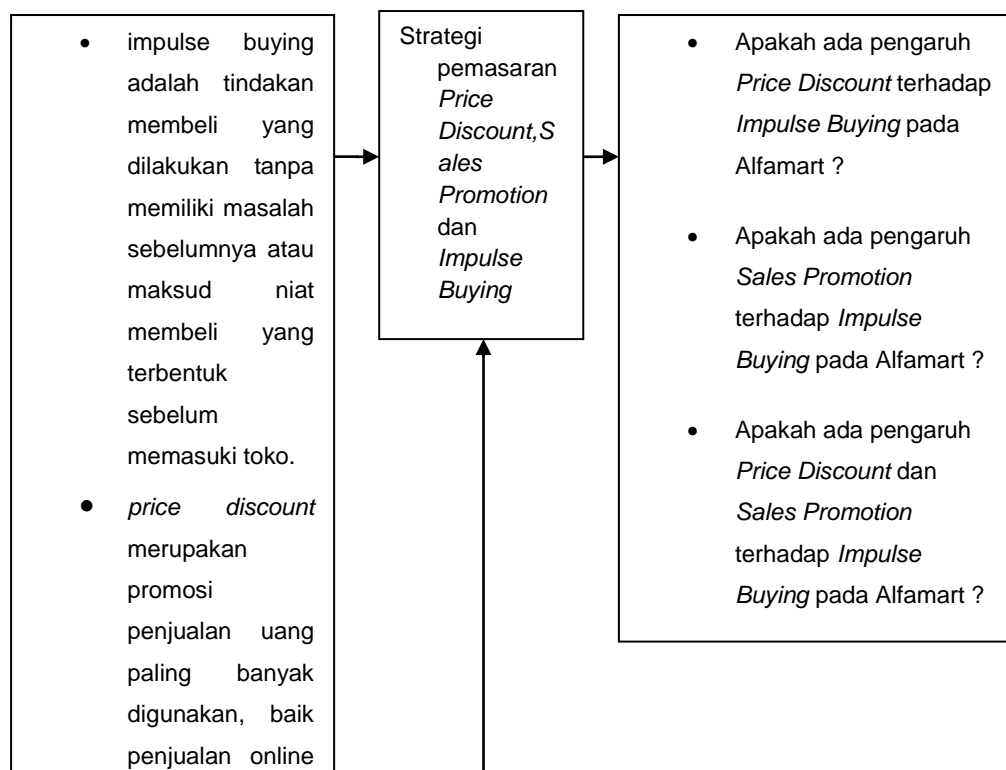 impulse buying
adalah tindakan
membeli yang
dilakukan tanpa
memiliki masalah
sebelumnya atau
maksud niat
membeli yang
terbentuk
sebelum
memasuki toko.
price discount
merupakan
promosi
penjualan uang
paling banyak
digunakan, baik
penjualan online
Strategi
pemasaran
Price
Discount,S
ales
Promotion
dan
Impulse
Buying
Apakah ada pengaruh
Price Discount terhadap
Impulse Buying pada
Alfamart ?
Apakah ada pengaruh
Sales Promotion
terhadap Impulse
Buying pada Alfamart ?
Apakah ada pengaruh
Price Discount dan
Sales Promotion
terhadap Impulse
Buying pada Alfamart ?